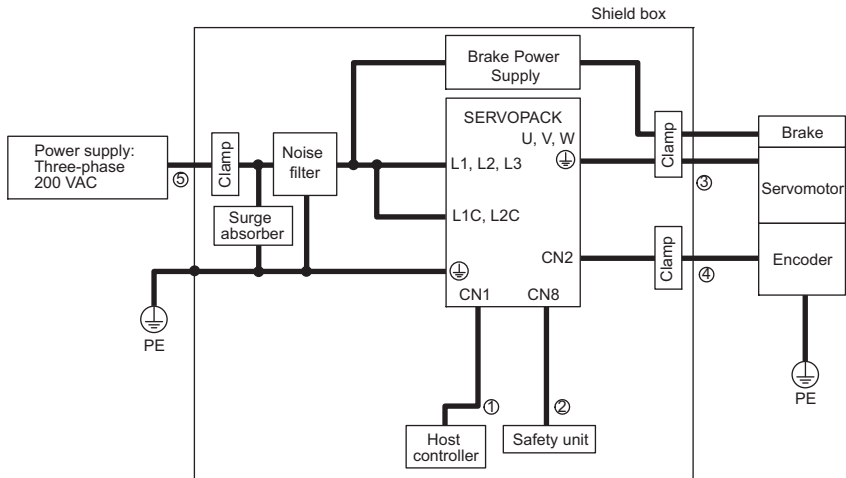 Shield box
Brake Power
Supply
SERVOPACK
U, V, W
Clamp
Brake
Power supply:
Three-phase
200 VAC
⑤
Clamp
Noise
filter
L1, L2, L3
③
Servomotor
Surge
absorber
L1C, L2C
CN2
Clamp
④
Encoder
CN1
CN8
PE
PE
①
②
Host
controller
Safety unit